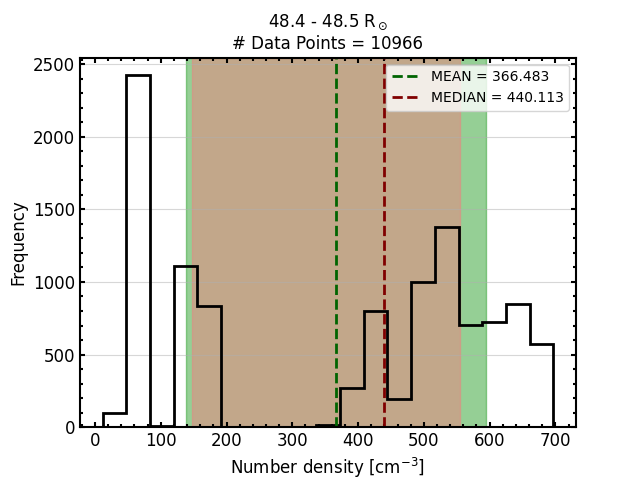 48.4 - 48.5 R⊙
# Data Points = 10966
MEAN = 366.483
MEDIAN = 440.113
Frequency
2500
2000
1500
1000
500
0
0 100 200 300 400 500 600 700
Number density [cm⁻³]